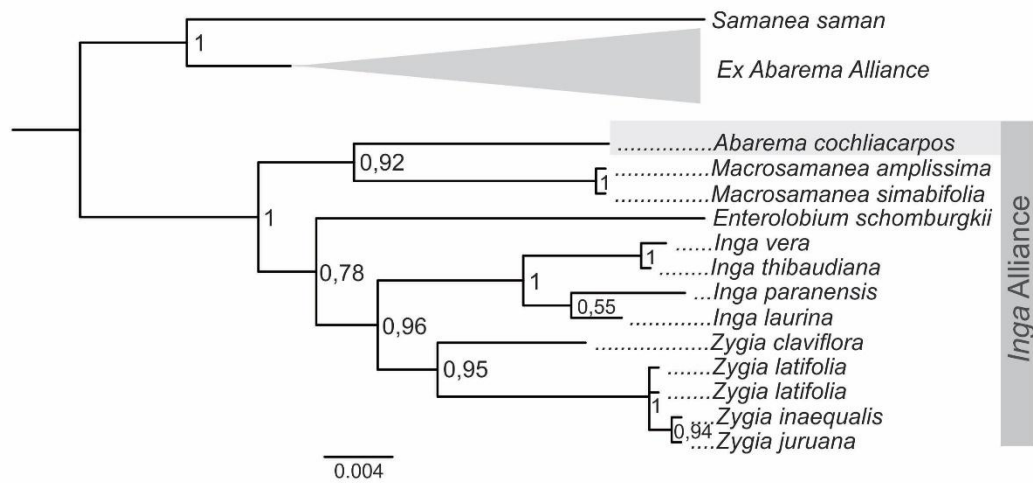 Samanea saman
1
Ex Abarema Alliance
Abarema cochliacarpos
0,92
Macrosamanea amplissima
1
Macrosamanea simabifolia
1
Enterolobium schomburgkii
Inga vera
1
0,78
Inga thibaudiana
1
Inga paranensis
0,55
Inga laurina
0,96
Zygia claviflora
0,95
Zygia latifolia
Zygia latifolia
1
Zygia inaequalis
0,94
Zygia juruana
Inga Alliance
0.004